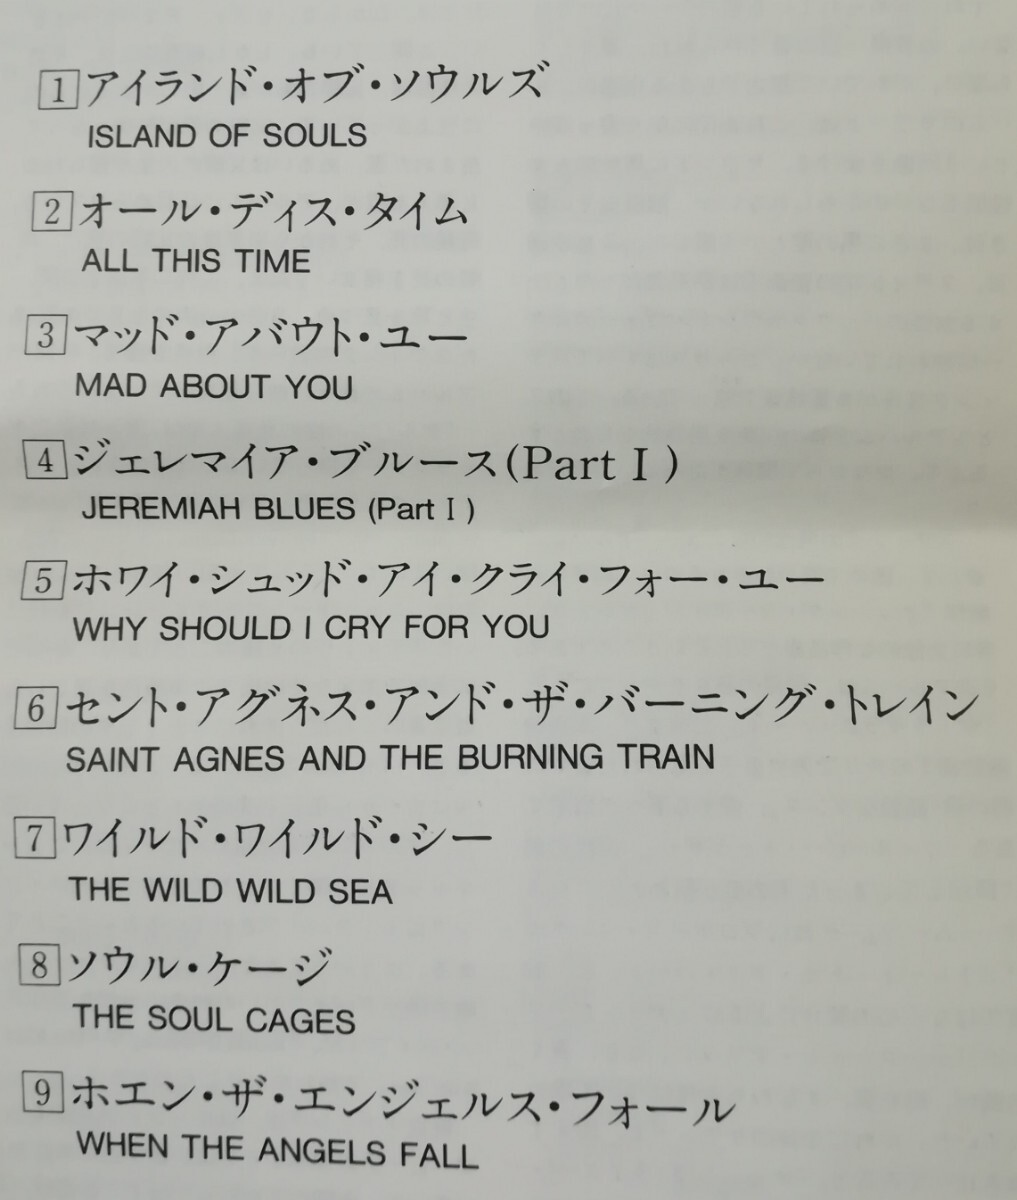 1 アイランド・オブ・ソウルズ
ISLAND OF SOULS
2 オール・ディス・タイム
ALL THIS TIME
3 マッド・アバウト・ユー
MAD ABOUT YOU
4 ジェレマイア・ブルース(Part I)
JEREMIAH BLUES (Part I)
5 ホワイ・シュッド・アイ・クライ・フォー・ユー
WHY SHOULD I CRY FOR YOU
6 セント・アグネス・アンド・ザ・バーニング・トレイン
SAINT AGNES AND THE BURNING TRAIN
7 ワイルド・ワイルド・シー
THE WILD WILD SEA
8 ソウル・ケージ
THE SOUL CAGES
9 ホエン・ザ・エンジェルス・フォール
WHEN THE ANGELS FALL